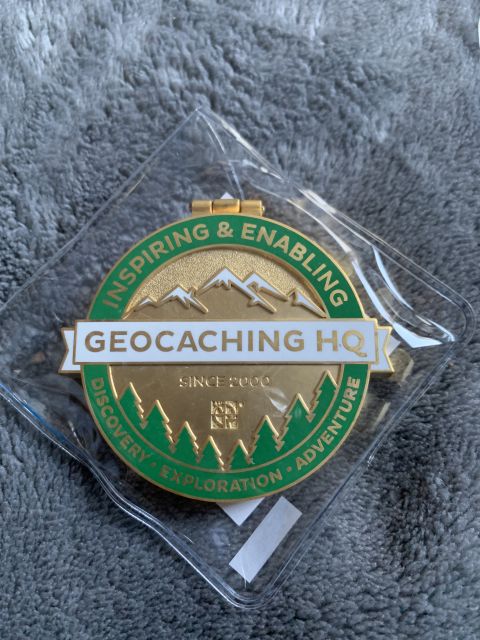 INSPIRING & ENABLING
GEOCACHING HQ
SINCE 2000
DISCOVERY • EXPLORATION • ADVENTURE